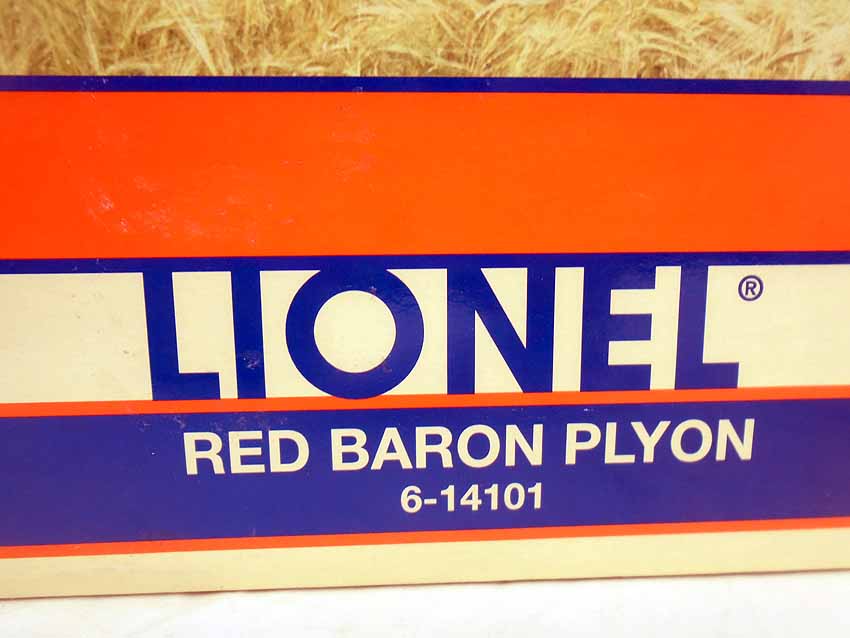 LIONEL®
RED BARON PLYON
6-14101